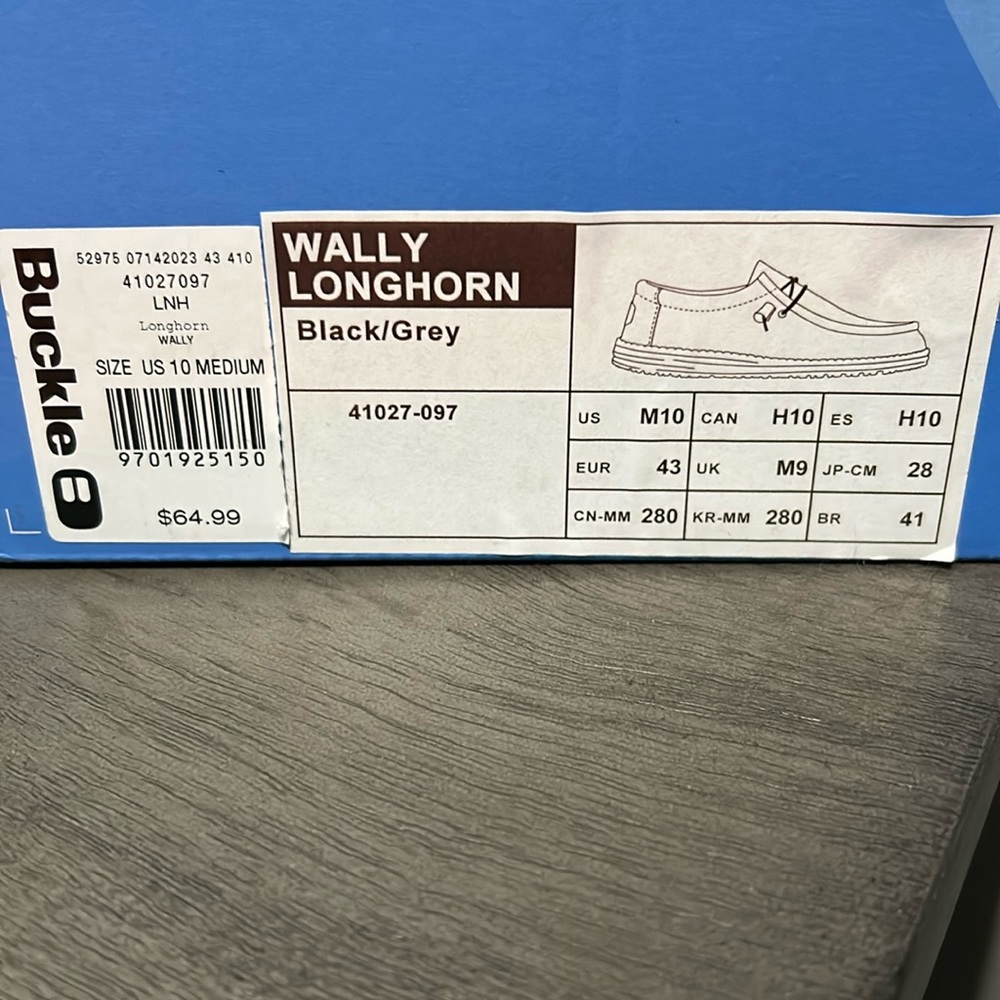 Buckle B
52975 07142023 43 410
41027097
LNH
Longhorn
WALLY
SIZE US 10 MEDIUM
9701925150
$64.99
WALLY
LONGHORN
Black/Grey
41027-097
US M10 CAN H10 ES H10
EUR 43 UK M9 JP-CM 28
CN-MM 280 KR-MM 280 BR 41